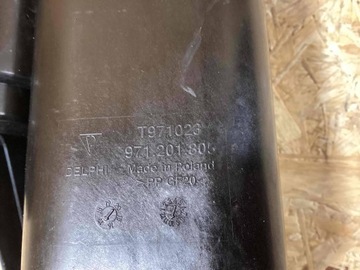 T971023
971.201.80
DELPHI Made in Poland
>PP GF20<